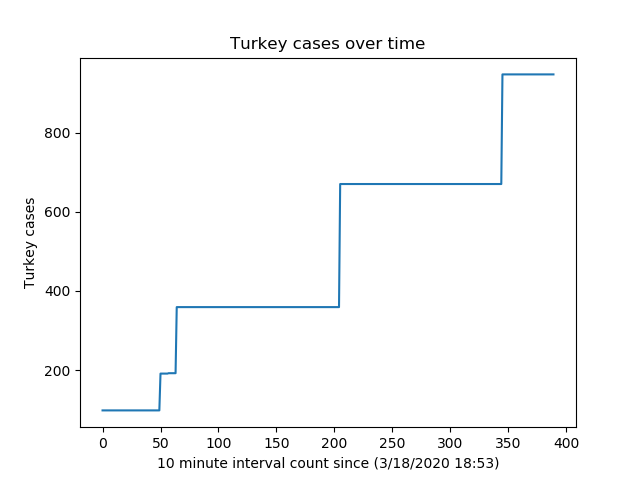 Turkey cases over time
Turkey cases
800
600
400
200
0 50 100 150 200 250 300 350 400
10 minute interval count since (3/18/2020 18:53)